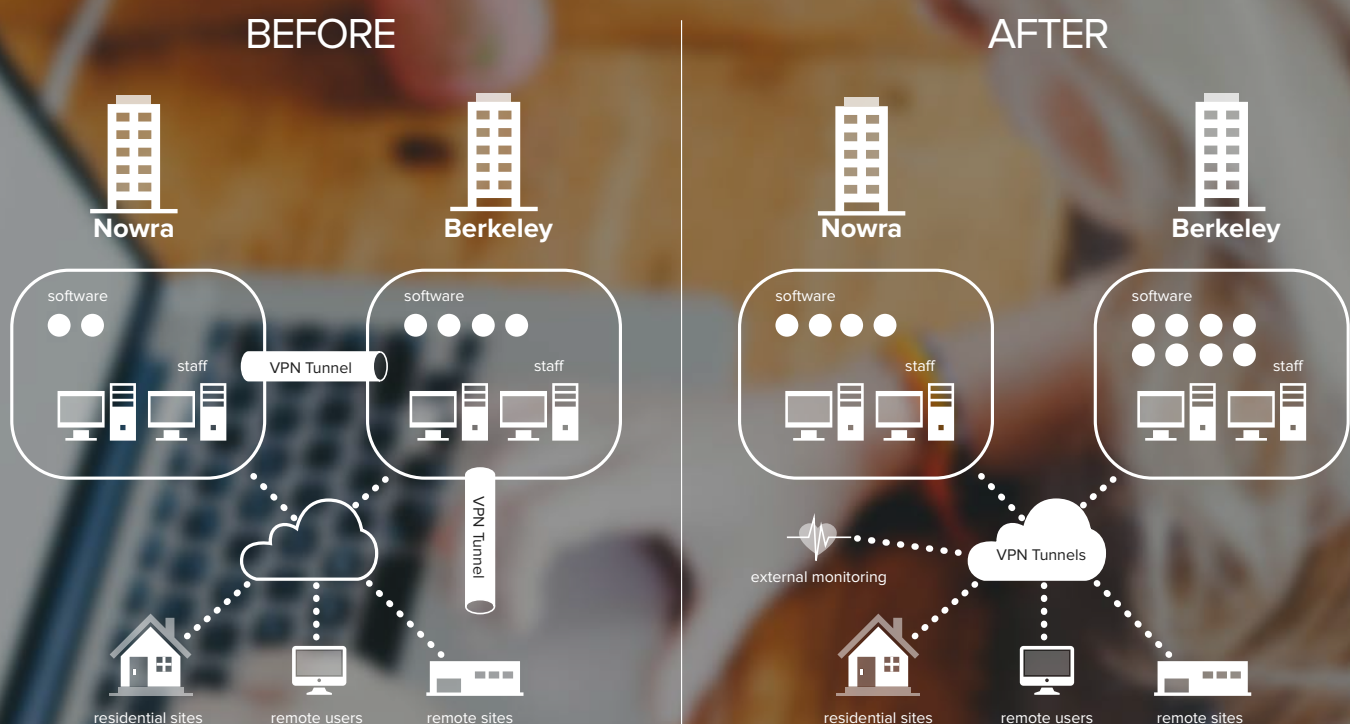 BEFORE
Nowra
Berkeley
software
staff
VPN Tunnel
software
staff
VPN Tunnel
residential sites
remote users
remote sites
AFTER
Nowra
Berkeley
software
staff
software
staff
external monitoring
VPN Tunnels
residential sites
remote users
remote sites